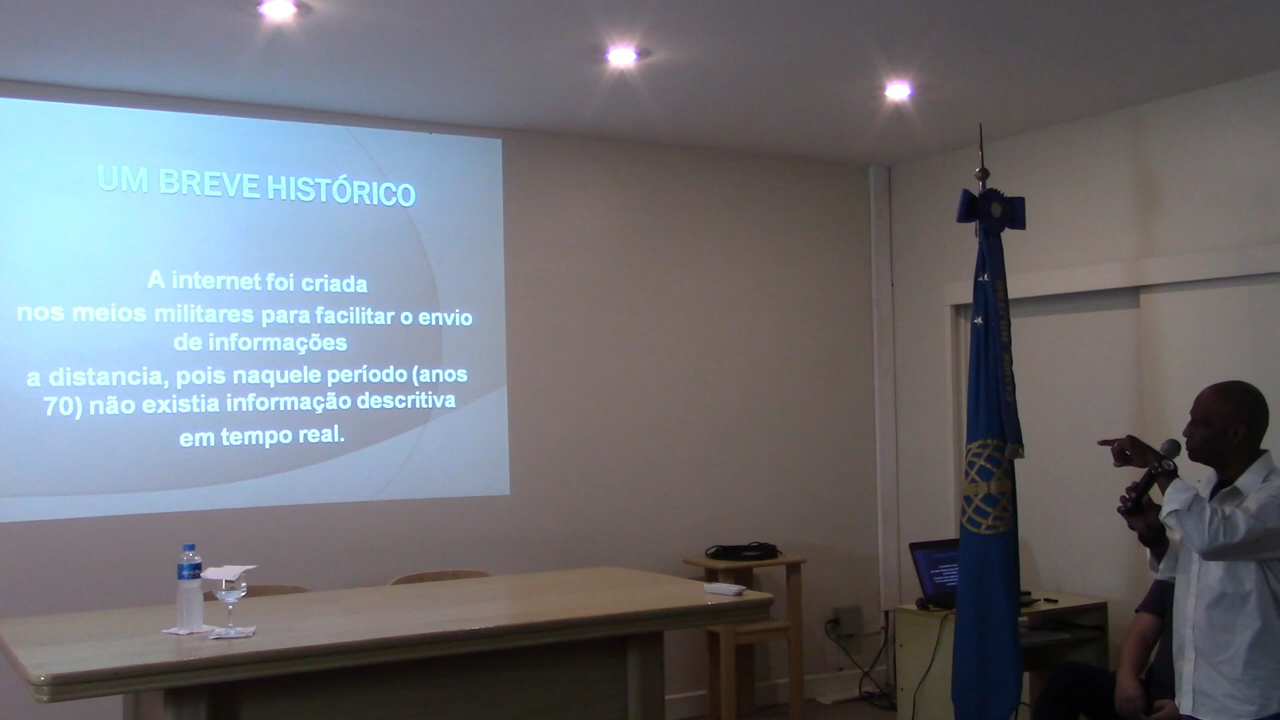 UM BREVE HISTÓRICO
A internet foi criada
nos meios militares para facilitar o envio
de informações
a distancia, pois naquele período (anos
70) não existia informação descritiva
em tempo real.